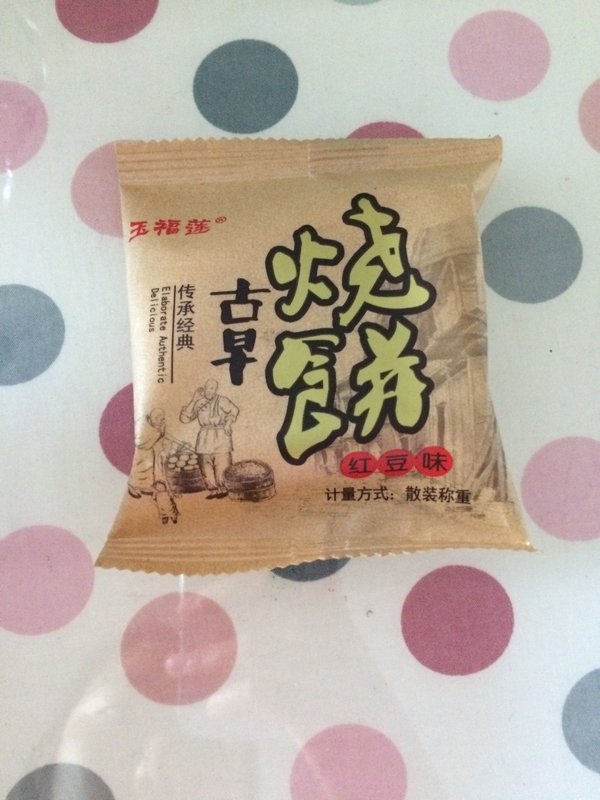 玉福莲®
传承经典
Elaborate Authentic
Delicious
古早
烧餅
红豆味
计量方式：散装称重